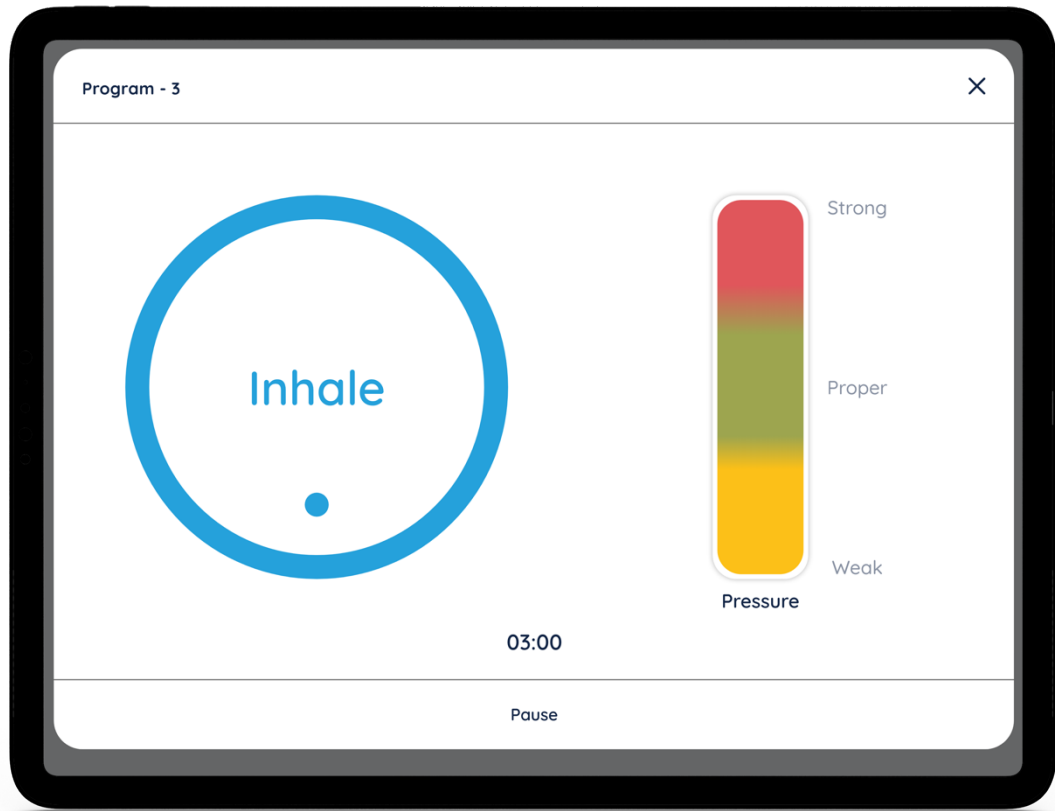 Program - 3
Inhale
Strong
Proper
Weak
Pressure
03:00
Pause